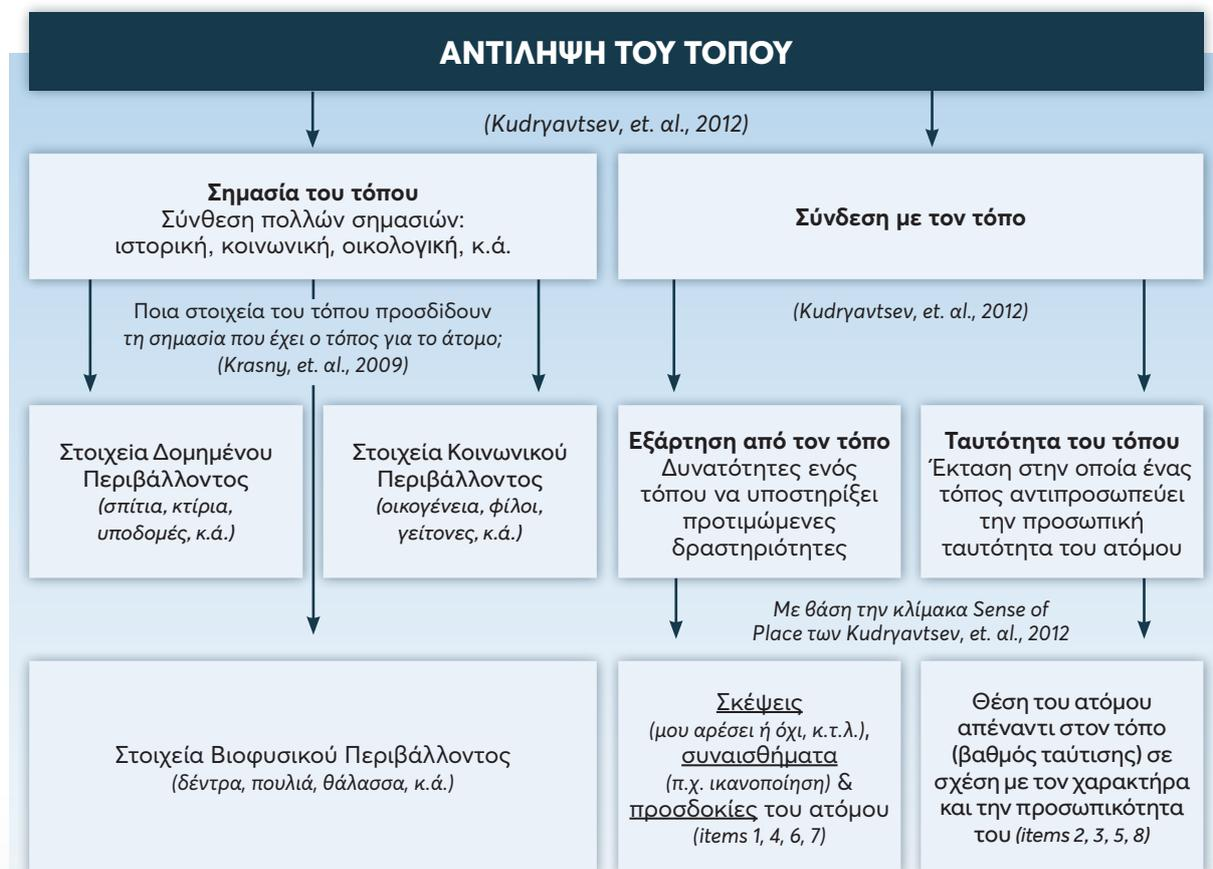 ΑΝΤΙΛΗΨΗ ΤΟΥ ΤΟΠΟΥ
(Kudryavtsev, et. al., 2012)
Σημασία του τόπου
Σύνθεση πολλών σημασιών:
ιστορική, κοινωνική, οικολογική, κ.ά.
Σύνδεση με τον τόπο
Ποια στοιχεία του τόπου προσδίδουν
τη σημασία που έχει ο τόπος για το άτομο;
(Krasny, et. al., 2009)
(Kudryavtsev, et. al., 2012)
Στοιχεία Δομημένου
Περιβάλλοντος
(σπίτια, κτίρια,
υποδομές, κ.ά.)
Στοιχεία Κοινωνικού
Περιβάλλοντος
(οικογένεια, φίλοι,
γείτονες, κ.ά.)
Εξάρτηση από τον τόπο
Δυνατότητες ενός
τόπου να υποστηρίξει
προτιμώμενες
δραστηριότητες
Ταυτότητα του τόπου
Έκταση στην οποία ένας
τόπος αντιπροσωπεύει
την προσωπική
ταυτότητα του ατόμου
Με βάση την κλίμακα Sense of
Place των Kudryavtsev, et. al., 2012
Στοιχεία Βιοφυσικού Περιβάλλοντος
(δέντρα, πουλιά, θάλασσα, κ.ά.)
Σκέψεις
(μου αρέσει ή όχι, κ.τ.λ.),
συναισθήματα
(π.χ. ικανοποίηση) &
προσδοκίες του ατόμου
(items 1, 4, 6, 7)
Θέση του ατόμου
απέναντι στον τόπο
(βαθμός ταύτισης) σε
σχέση με τον χαρακτήρα
και την προσωπικότητα
του (items 2, 3, 5, 8)